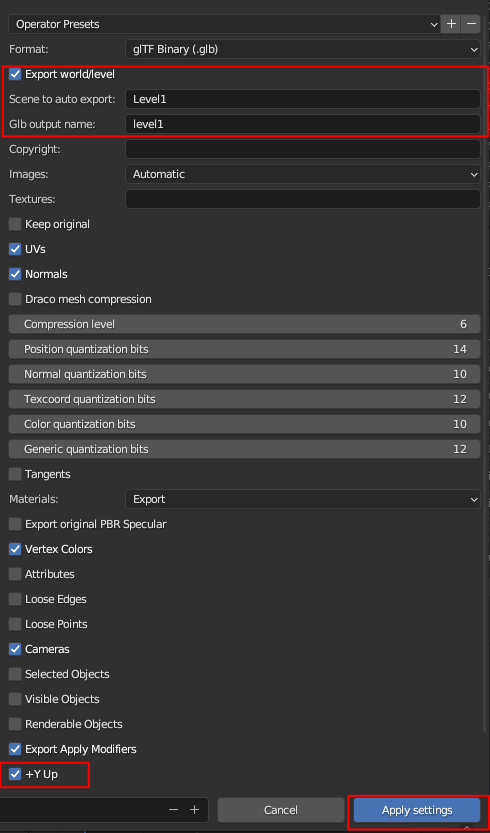 Operator Presets
Format: glTF Binary (.glb)
Export world/level
Scene to auto export: Level1
Glb output name: level1
Copyright:
Images: Automatic
Textures:
Keep original
UVs
Normals
Draco mesh compression
Compression level 6
Position quantization bits 14
Normal quantization bits 10
Texcoord quantization bits 12
Color quantization bits 10
Generic quantization bits 12
Tangents
Materials: Export
Export original PBR Specular
Vertex Colors
Attributes
Loose Edges
Loose Points
Cameras
Selected Objects
Visible Objects
Renderable Objects
Export Apply Modifiers
+Y Up
Cancel Apply settings